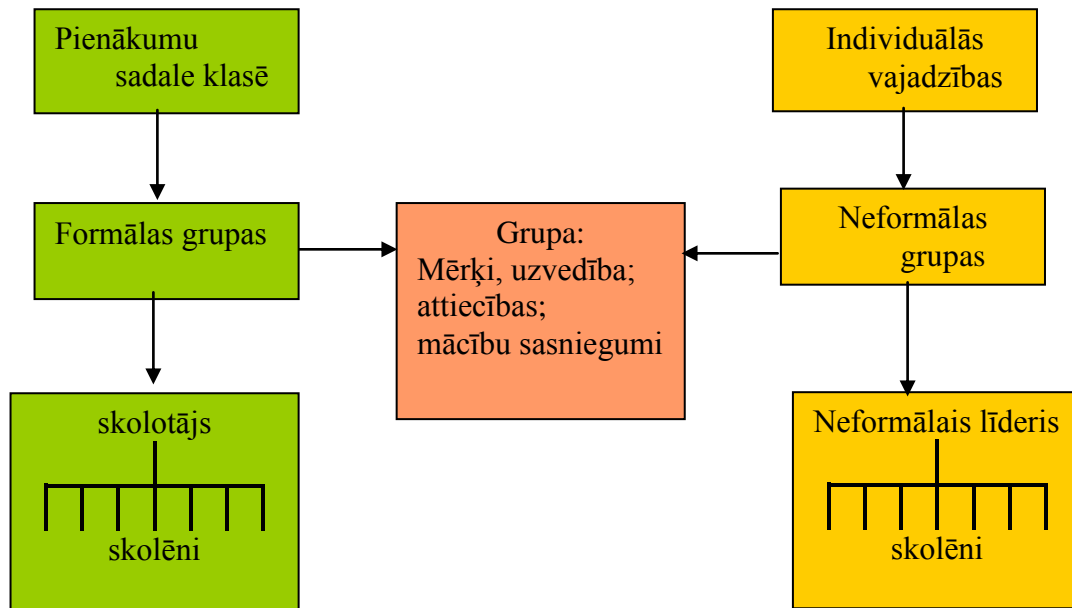 Pienākumu
sadale klasē
Individuālās
vajadzības
Formālas grupas
Grupa:
Mērķi, uzvedība;
attiecības;
mācību sasniegumi
Neformālas
grupas
skolotājs
skolēni
Neformālais līderis
skolēni